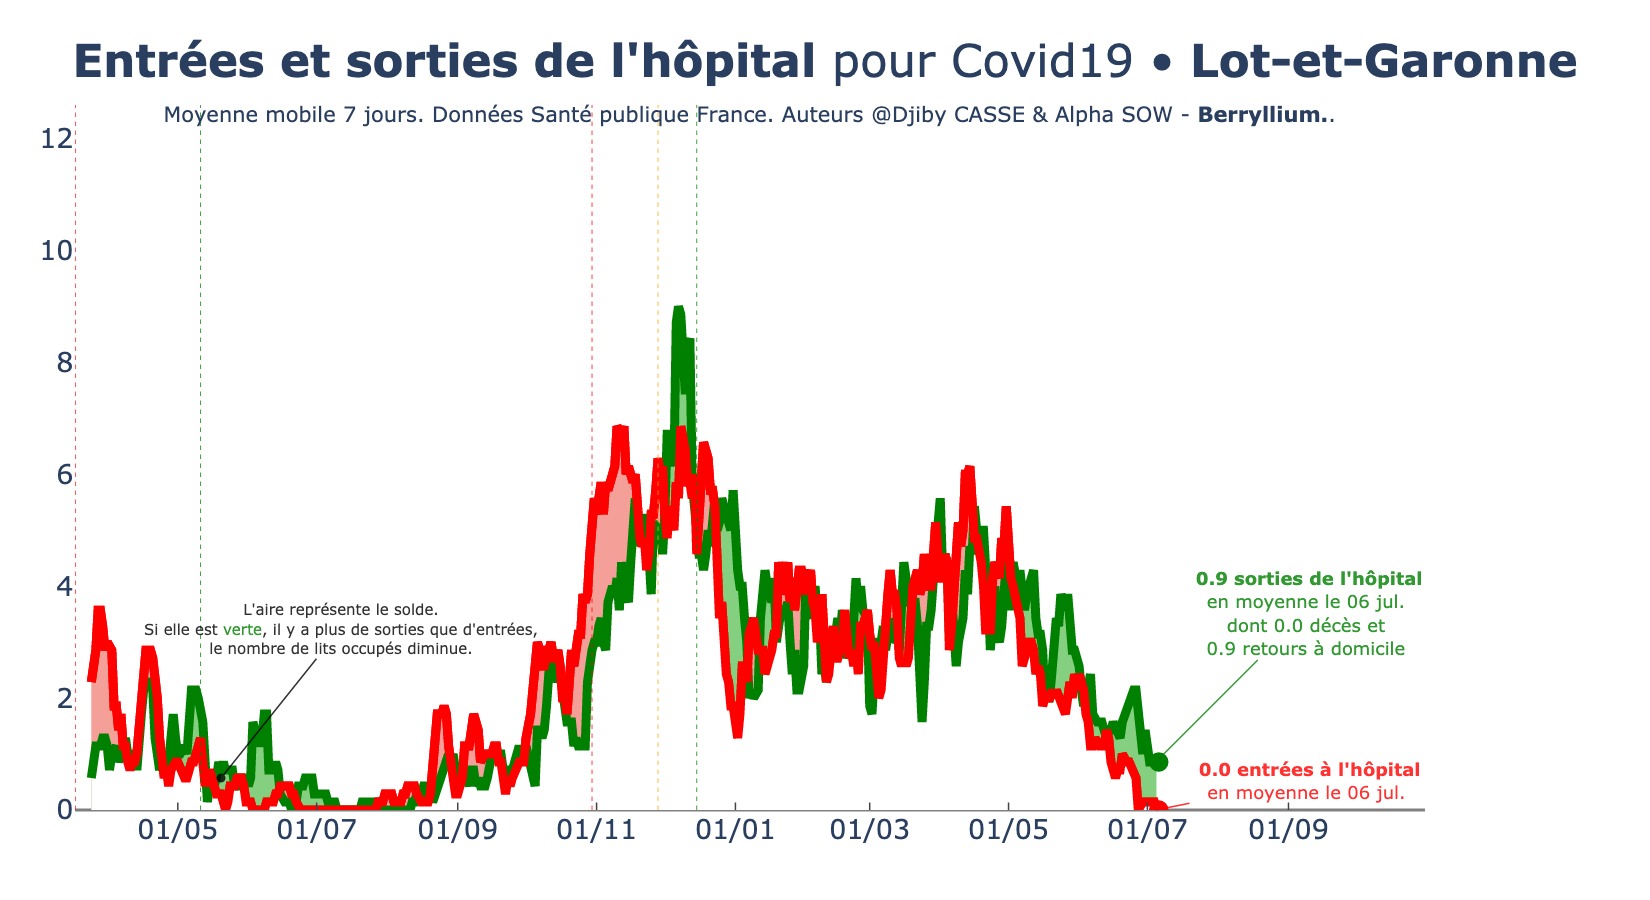 Entrées et sorties de l'hôpital pour Covid19 • Lot-et-Garonne
Moyenne mobile 7 jours. Données Santé publique France. Auteurs @Djiby CASSE & Alpha SOW - Berryllium..
12
10
8
6
4
2
0
L'aire représente le solde.
Si elle est verte, il y a plus de sorties que d'entrées,
le nombre de lits occupés diminue.
0.9 sorties de l'hôpital
en moyenne le 06 jul.
dont 0.0 décès et
0.9 retours à domicile
0.0 entrées à l'hôpital
en moyenne le 06 jul.
01/05 01/07 01/09 01/11 01/01 01/03 01/05 01/07 01/09